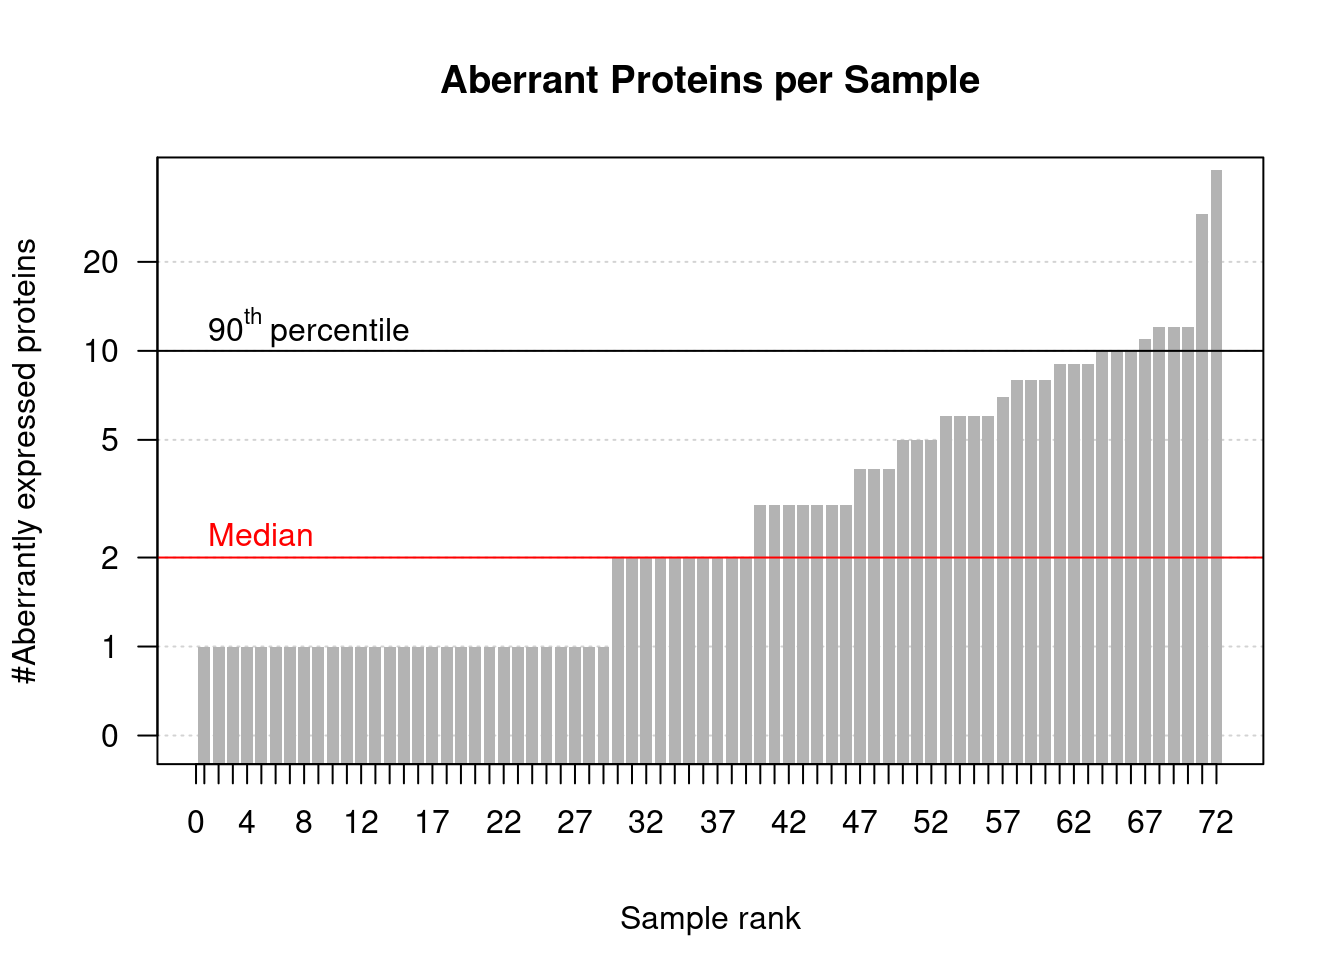 Aberrant Proteins per Sample
#Aberrantly expressed proteins
20
10
5
2
1
0
90th percentile
Median
0 4 8 12 17 22 27 32 37 42 47 52 57 62 67 72
Sample rank